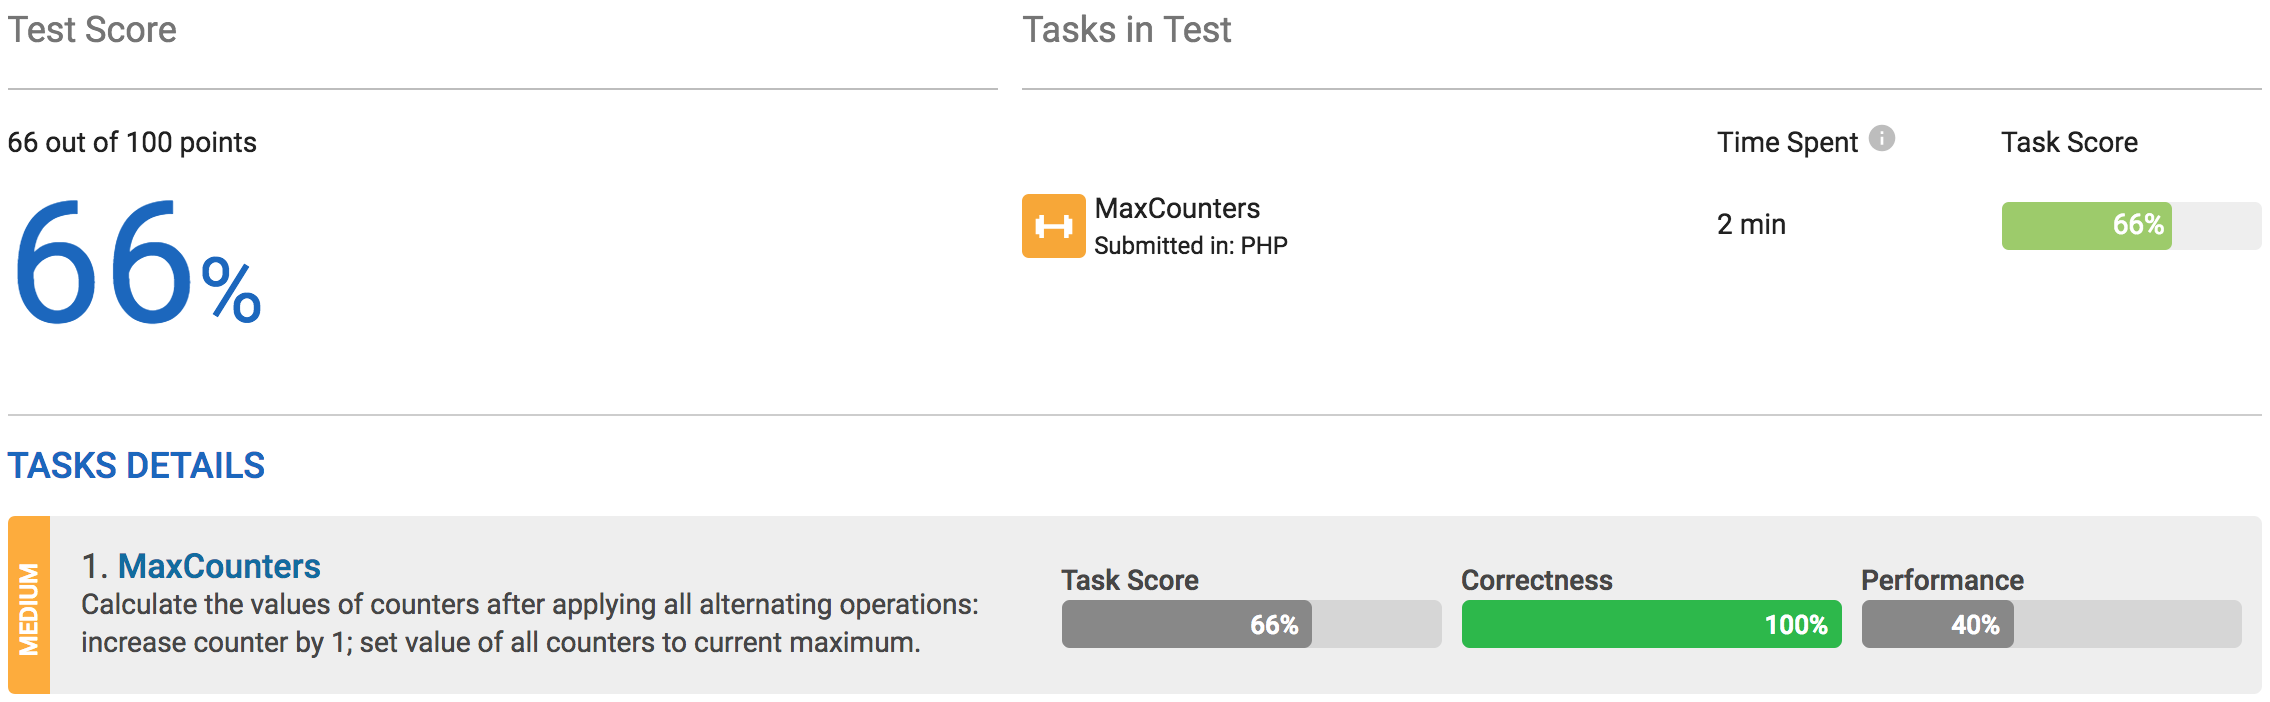 Test Score
Tasks in Test
66 out of 100 points
Time Spent
Task Score
66%
MaxCounters
Submitted in: PHP
2 min
66%
TASKS DETAILS
MEDIUM
1. MaxCounters
Calculate the values of counters after applying all alternating operations:
increase counter by 1; set value of all counters to current maximum.
Task Score
66%
Correctness
100%
Performance
40%